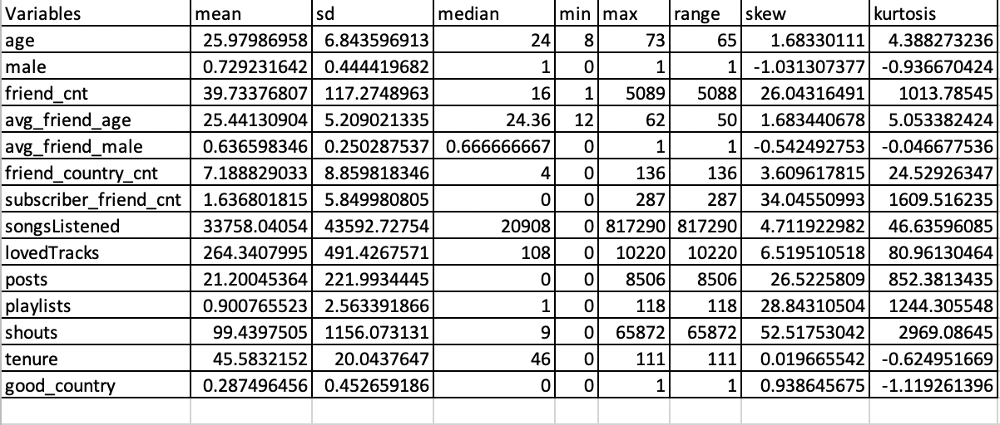 Variables mean sd median min max range skew kurtosis
age 25.97986958 6.843596913 24 8 73 65 1.68330111 4.388273236
male 0.729231642 0.444419682 1 0 1 1 -1.031307377 -0.936670424
friend_cnt 39.73376807 117.2748963 16 1 5089 5088 26.04316491 1013.78545
avg_friend_age 25.44130904 5.209021335 24.36 12 62 50 1.683440678 5.053382424
avg_friend_male 0.636598346 0.250287537 0.666666667 0 1 1 -0.542492753 -0.046677536
friend_country_cnt 7.188829033 8.859818346 4 0 136 136 3.609617815 24.52926347
subscriber_friend_cnt 1.636801815 5.849980805 0 0 287 287 34.04550993 1609.516235
songsListened 33758.04054 43592.72754 20908 0 817290 817290 4.711922982 46.63596085
lovedTracks 264.3407995 491.4267571 108 0 10220 10220 6.519510518 80.96130464
posts 21.20045364 221.9934445 0 0 8506 8506 26.5225809 852.3813435
playlists 0.900765523 2.563391866 1 0 118 118 28.84310504 1244.305548
shouts 99.4397505 1156.073131 9 0 65872 65872 52.51753042 2969.08645
tenure 45.5832152 20.0437647 46 0 111 111 0.019665542 -0.624951669
good_country 0.287496456 0.452659186 0 0 1 1 0.938645675 -1.119261396